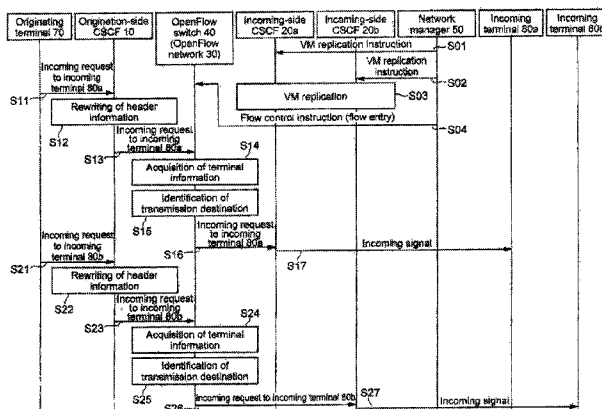 Originating terminal 70
Origination-side CSCF 10
OpenFlow switch 40 (OpenFlow network 30)
Incoming-side CSCF 20a
Incoming-side CSCF 20b
Network manager 50
Incoming terminal 80a
Incoming terminal 80b
VM replication instruction
S01
VM replication instruction
S02
VM replication
S03
Flow control instruction (flow entry)
S04
Incoming request to incoming terminal 80a
S11
Rewriting of header information
S12
Incoming request to incoming terminal 80a
S13
S14
Acquisition of terminal information
Identification of transmission destination
S15
Incoming request to incoming terminal 80a
S16
Incoming signal
S17
Incoming request to incoming terminal 80b
S21
Rewriting of header information
S22
Incoming request to incoming terminal 80b
S23
S24
Acquisition of terminal information
Identification of transmission destination
S25
Incoming request to incoming terminal 80b
S26
S27
Incoming signal